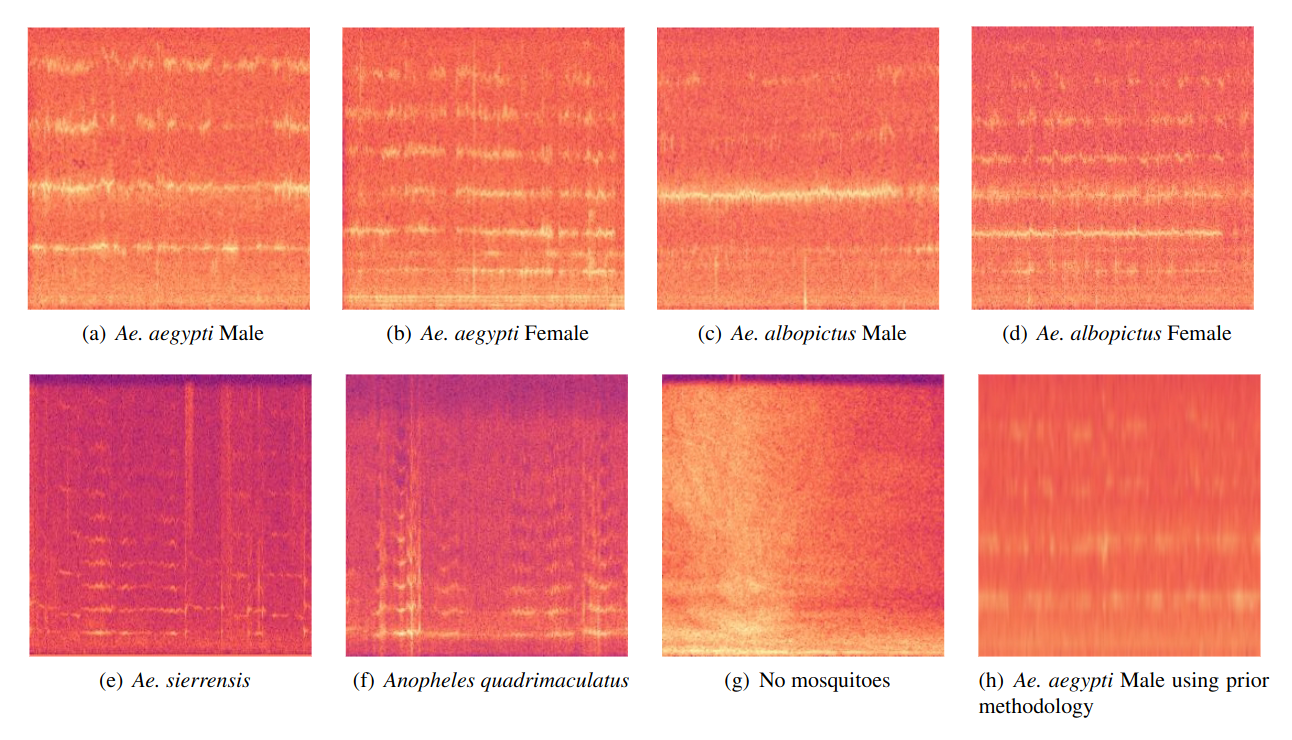 (a) Ae. aegypti Male
(b) Ae. aegypti Female
(c) Ae. albopictus Male
(d) Ae. albopictus Female
(e) Ae. sierrensis
(f) Anopheles quadrimaculatus
(g) No mosquitoes
(h) Ae. aegypti Male using prior
methodology